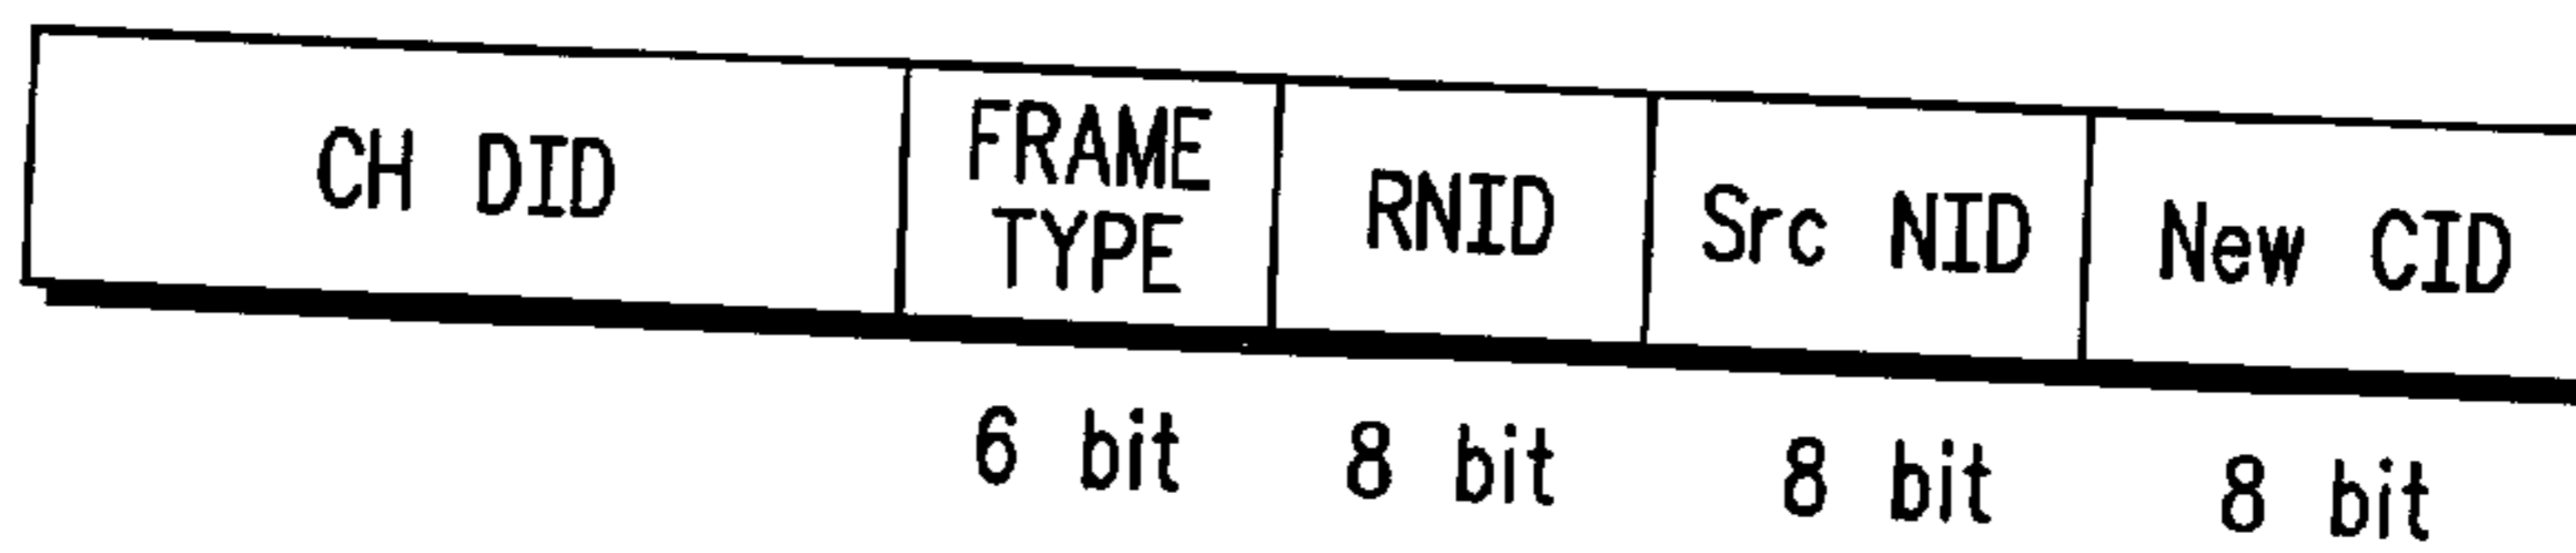 CH DID
FRAME
TYPE
RNID
Src NID
New CID
6 bit
8 bit
8 bit
8 bit